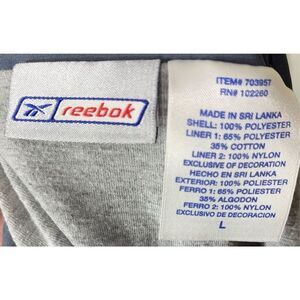 reebok
ITEM# 703957
RN# 102260
MADE IN SRI LANKA
SHELL: 100% POLYESTER
LINER 1: 65% POLYESTER
35% COTTON
LINER 2: 100% NYLON
EXCLUSIVE OF DECORATION
HECHO EN SRI LANKA
EXTERIOR: 100% POLIESTER
FERRO 1: 65% POLIESTER
35% ALGODON
FERRO 2: 100% NYLON
EXCLUSIVO DE DECORACION
L